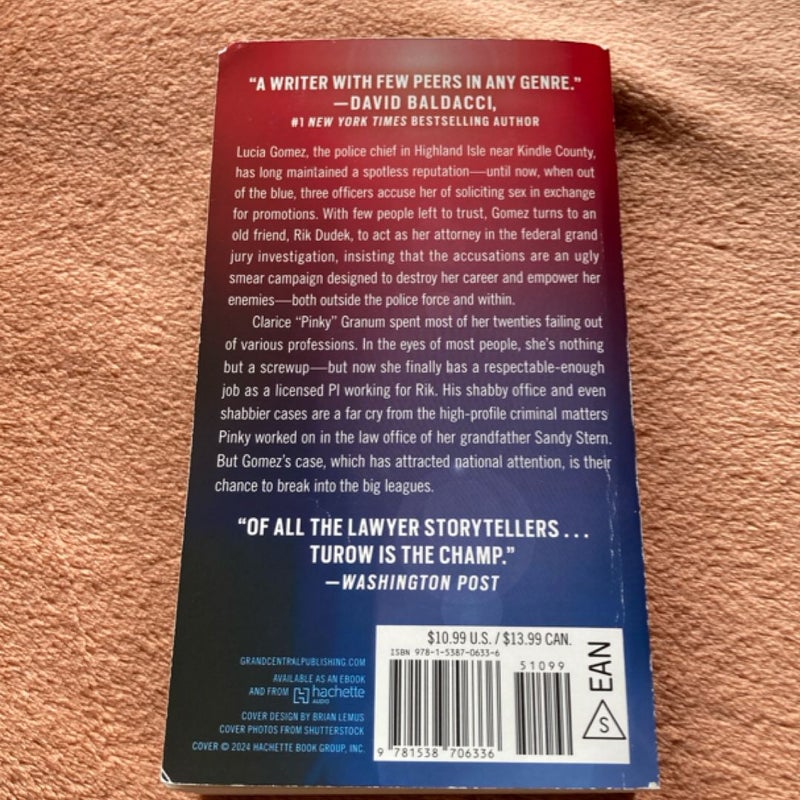 “A WRITER WITH FEW PEERS IN ANY GENRE.”
—DAVID BALDACCI,
#1 NEW YORK TIMES BESTSELLING AUTHOR
Lucia Gomez, the police chief in Highland Isle near Kindle County,
has long maintained a spotless reputation—until now, when out
of the blue, three officers accuse her of soliciting sex in exchange
for promotions. With few people left to trust, Gomez turns to an
old friend, Rik Dudek, to act as her attorney in the federal grand
jury investigation, insisting that the accusations are an ugly
smear campaign designed to destroy her career and empower her
enemies—both outside the police force and within.
Clarice “Pinky” Granum spent most of her twenties failing out
of various professions. In the eyes of most people, she’s nothing
but a screwup—but now she finally has a respectable-enough
job as a licensed PI working for Rik. His shabby office and even
shabbier cases are a far cry from the high-profile criminal matters
Pinky worked on in the law office of her grandfather Sandy Stern.
But Gomez’s case, which has attracted national attention, is their
chance to break into the big leagues.
“OF ALL THE LAWYER STORYTELLERS . . .
TUROW IS THE CHAMP.”
—WASHINGTON POST
$10.99 U.S. / $13.99 CAN.
ISBN 978-1-5387-0633-6
51099
EAN
S
9 781538 706336
GRANDCENTRALPUBLISHING.COM
AVAILABLE AS AN EBOOK
AND FROM hachette
AUDIO
COVER DESIGN BY BRIAN LEMUS
COVER PHOTOS FROM SHUTTERSTOCK
COVER © 2024 HACHETTE BOOK GROUP, INC.